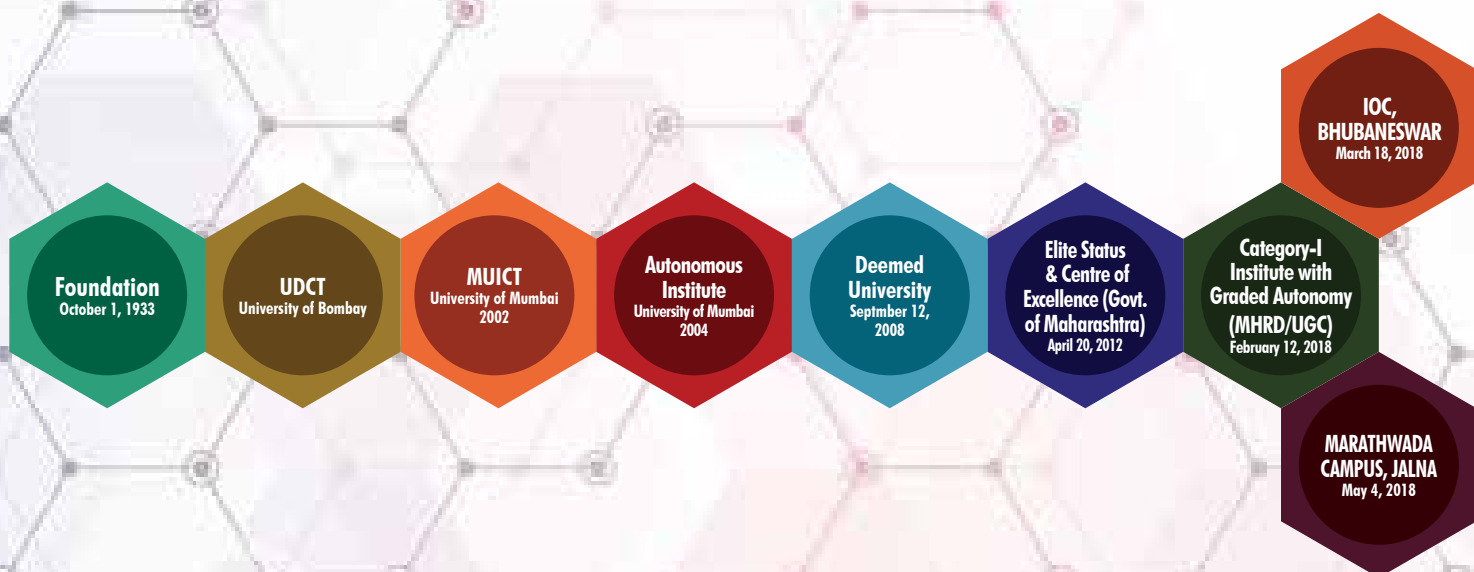 Foundation
October 1, 1933
UDCT
University of Bombay
MUICT
University of Mumbai
2002
Autonomous
Institute
University of Mumbai
2004
Deemed
University
Septmber 12,
2008
Elite Status
& Centre of
Excellence (Govt.
of Maharashtra)
April 20, 2012
Category-I
Institute with
Graded Autonomy
(MHRD/UGC)
February 12, 2018
IOC,
BHUBANESWAR
March 18, 2018
MARATHWADA
CAMPUS, JALNA
May 4, 2018